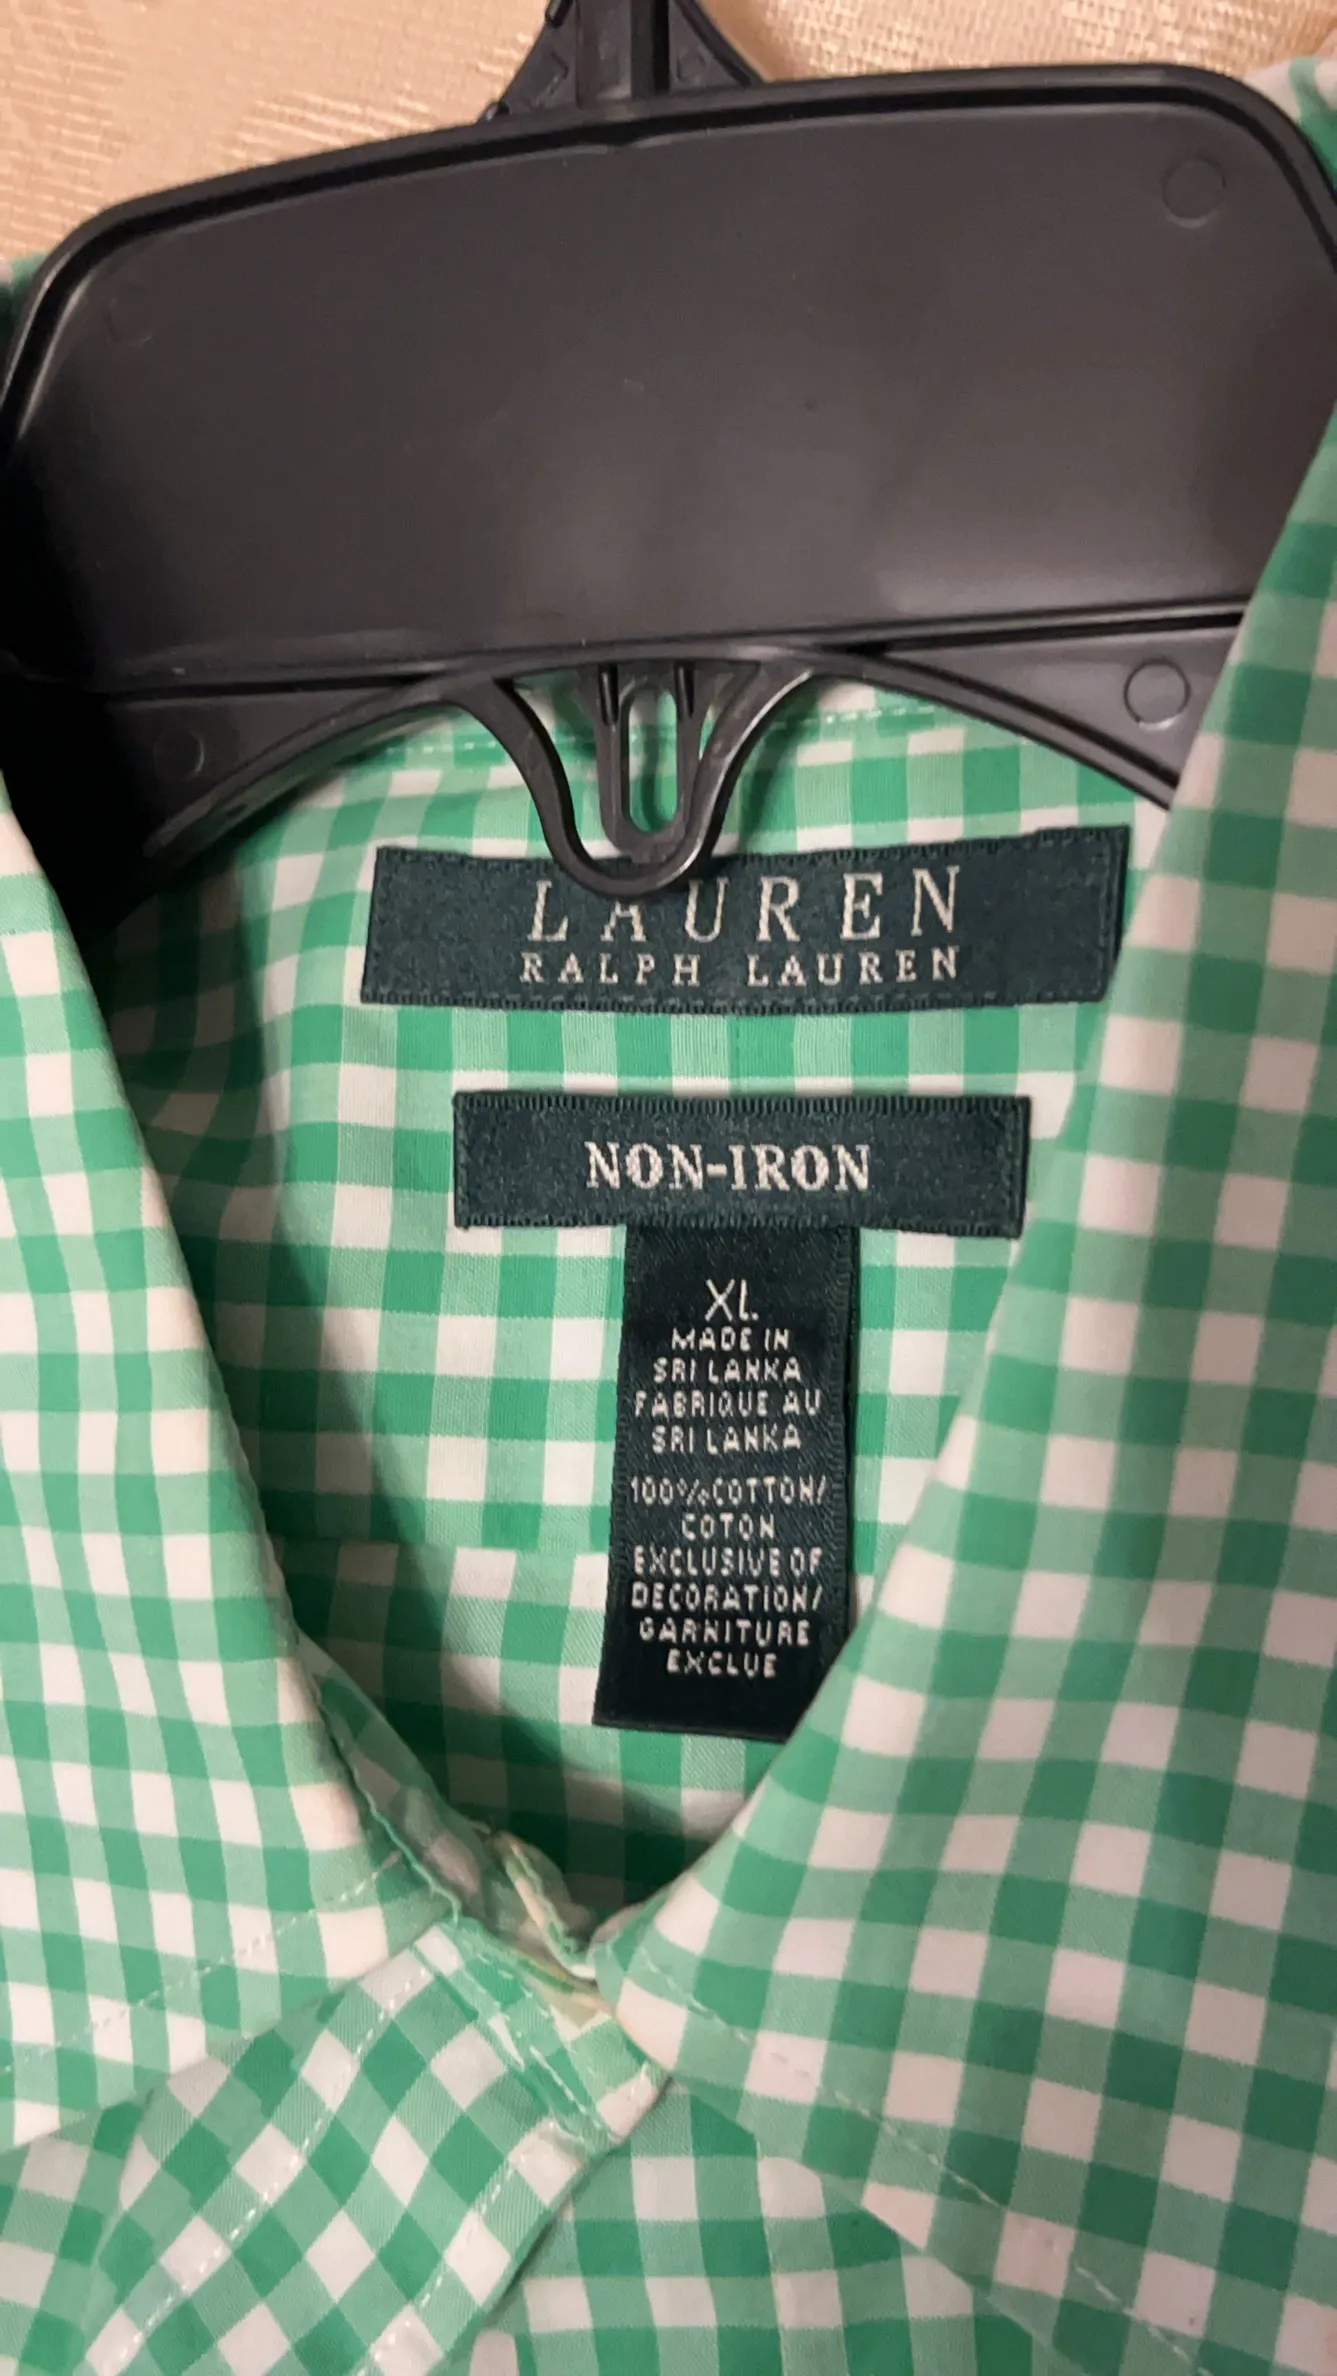 LAUREN
RALPH LAUREN
NON-IRON
XL
MADE IN
SRI LANKA
FABRIQUE AU
SRI LANKA
100%COTTON/
COTON
EXCLUSIVE OF
DECORATION/
GARNITURE
EXCLUE